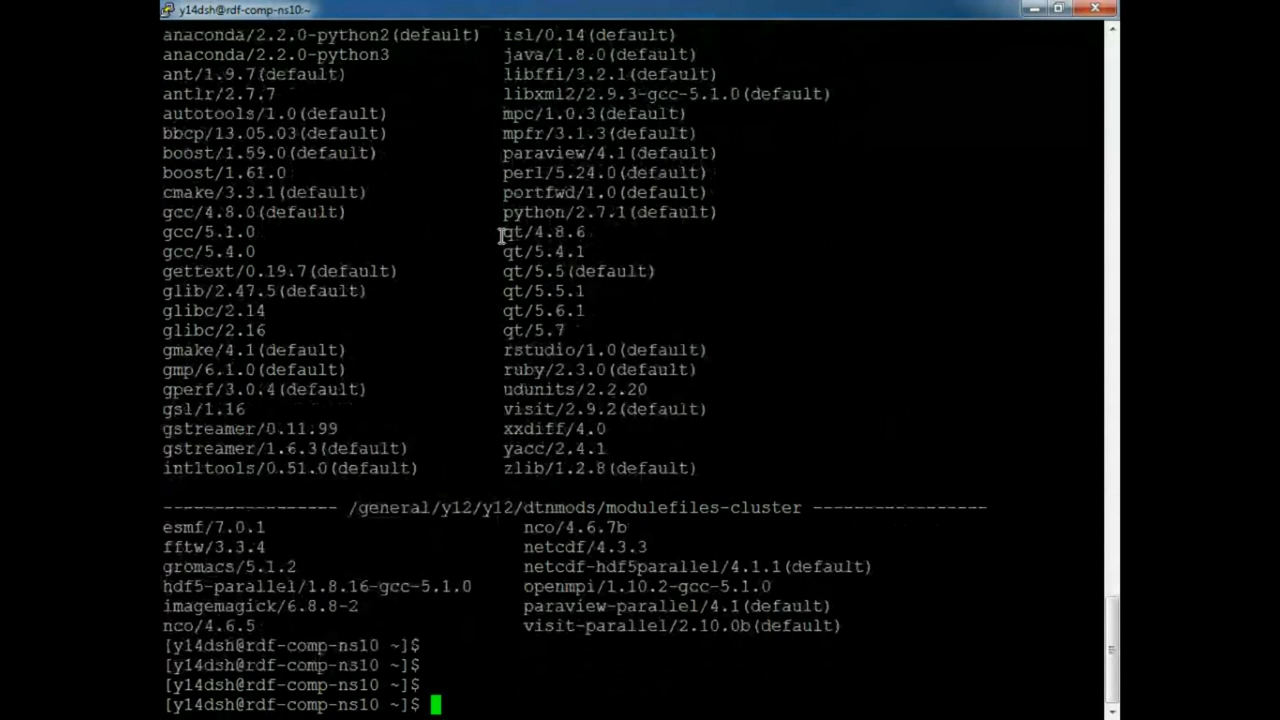 y14dsh@rdf-comp-ns10:~
anaconda/2.2.0-python2(default) isl/0.14(default)
anaconda/2.2.0-python3 java/1.8.0(default)
ant/1.9.7(default) libffi/3.2.1(default)
antlr/2.7.7 libxml2/2.9.3-gcc-5.1.0(default)
autotools/1.0(default) mpc/1.0.3(default)
bbcp/13.05.03(default) mpfr/3.1.3(default)
boost/1.59.0(default) paraview/4.1(default)
boost/1.61.0 perl/5.24.0(default)
cmake/3.3.1(default) portfwd/1.0(default)
gcc/4.8.0(default) python/2.7.1(default)
gcc/5.1.0 qt/4.8.6
gcc/5.4.0 qt/5.4.1
gettext/0.19.7(default) qt/5.5(default)
glib/2.47.5(default) qt/5.5.1
glibc/2.14 qt/5.6.1
glibc/2.16 qt/5.7
gmake/4.1(default) rstudio/1.0(default)
gmp/6.1.0(default) ruby/2.3.0(default)
gperf/3.0.4(default) udunits/2.2.20
gsl/1.16 visit/2.9.2(default)
gstreamer/0.11.99 xxdiff/4.0
gstreamer/1.6.3(default) yacc/2.4.1
intltools/0.51.0(default) zlib/1.2.8(default)
----------------- /general/y12/y12/dtnmods/modulefiles-cluster -----------------
esmf/7.0.1 nco/4.6.7b
fftw/3.3.4 netcdf/4.3.3
gromacs/5.1.2 netcdf-hdf5parallel/4.1.1(default)
hdf5-parallel/1.8.16-gcc-5.1.0 openmpi/1.10.2-gcc-5.1.0
imagemagick/6.8.8-2 paraview-parallel/4.1(default)
nco/4.6.5 visit-parallel/2.10.0b(default)
[y14dsh@rdf-comp-ns10 ~]$
[y14dsh@rdf-comp-ns10 ~]$
[y14dsh@rdf-comp-ns10 ~]$
[y14dsh@rdf-comp-ns10 ~]$